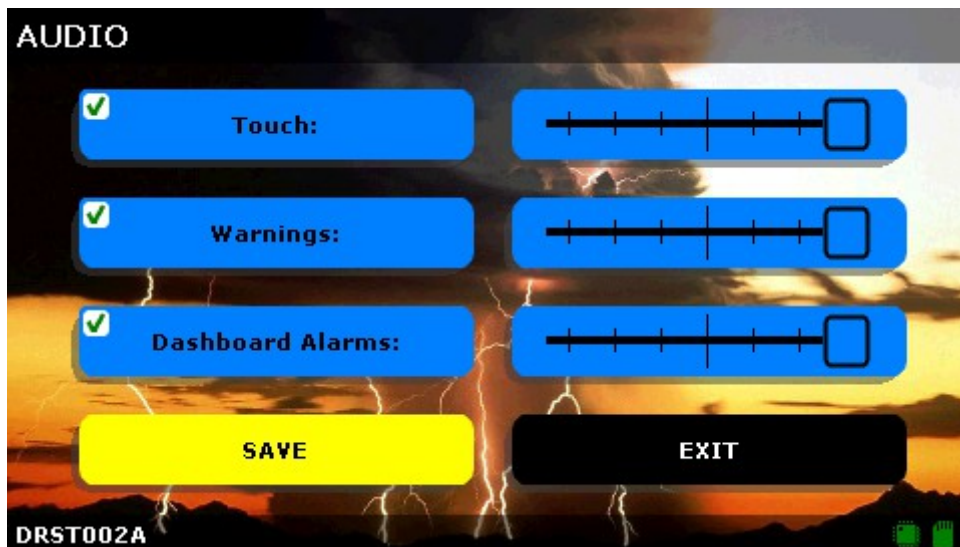 AUDIO
Touch:
Warnings:
Dashboard Alarms:
SAVE
EXIT
DRST002A